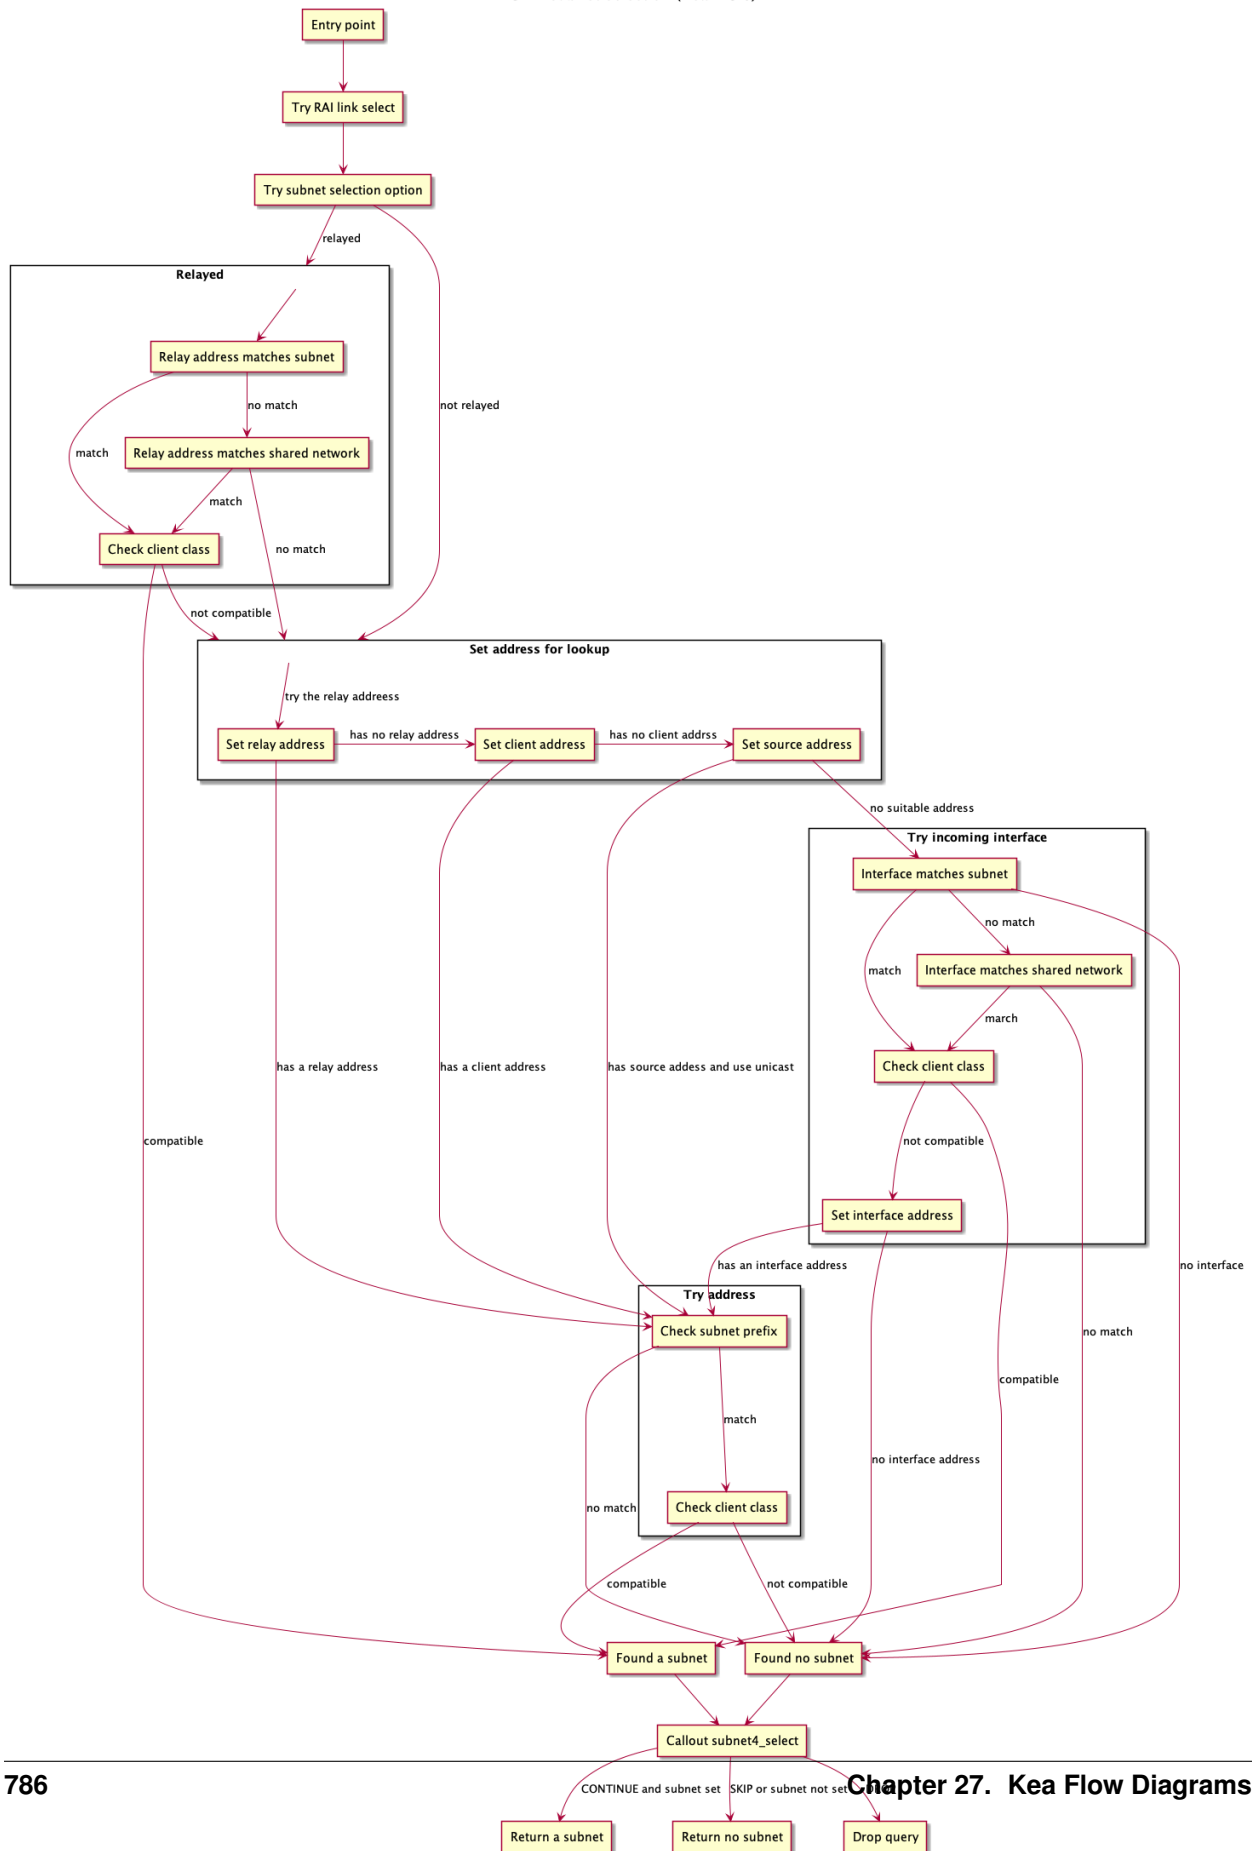 Entry point
Try RAI link select
Try subnet selection option
relayed
Relayed
Relay address matches subnet
no match
not relayed
match
Relay address matches shared network
match
no match
Check client class
not compatible
Set address for lookup
try the relay addreess
Set relay address
has no relay address
Set client address
has no client addrss
Set source address
no suitable address
Try incoming interface
Interface matches subnet
no match
match
Interface matches shared network
march
has a relay address
has a client address
has source addess and use unicast
Check client class
compatible
not compatible
Set interface address
has an interface address
no interface
Try address
Check subnet prefix
no match
compatible
match
no interface address
no match
Check client class
compatible
not compatible
Found a subnet
Found no subnet
Callout subnet4_select
786
Chapter 27. Kea Flow Diagrams
CONTINUE and subnet set
SKIP or subnet not set
Return a subnet
Return no subnet
Drop query